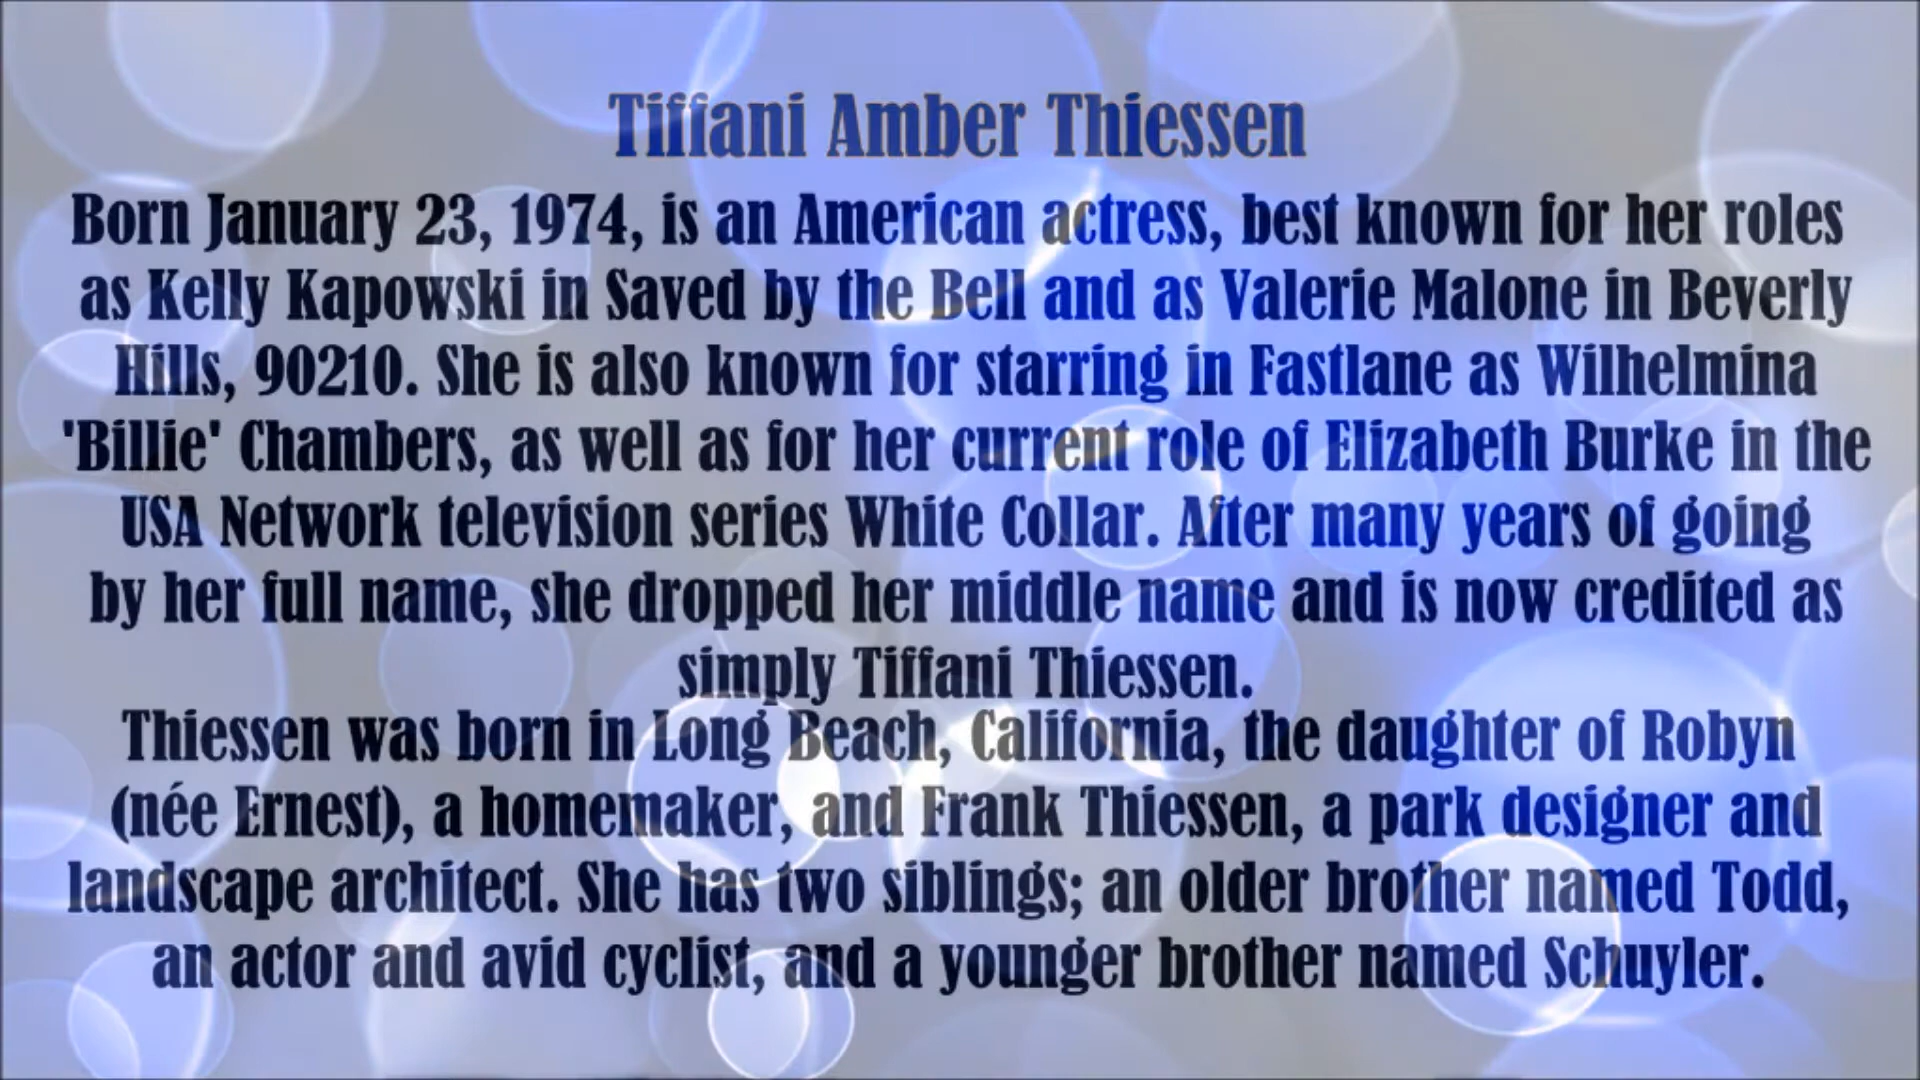 Tiffani Amber Thiessen
Born January 23, 1974, is an American actress, best known for her roles
as Kelly Kapowski in Saved by the Bell and as Valerie Malone in Beverly
Hills, 90210. She is also known for starring in Fastlane as Wilhelmina
'Billie' Chambers, as well as for her current role of Elizabeth Burke in the
USA Network television series White Collar. After many years of going
by her full name, she dropped her middle name and is now credited as
simply Tiffani Thiessen.
Thiessen was born in Long Beach, California, the daughter of Robyn
(née Ernest), a homemaker, and Frank Thiessen, a park designer and
landscape architect. She has two siblings; an older brother named Todd,
an actor and avid cyclist, and a younger brother named Schuyler.